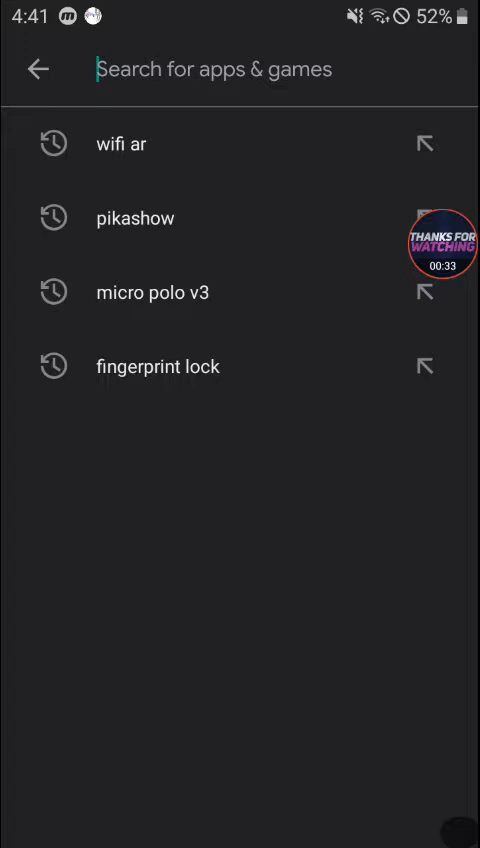 4:41 m 52%
Search for apps & games
wifi ar
pikashow
THANKS FOR
WATCHING
00:33
micro polo v3
fingerprint lock